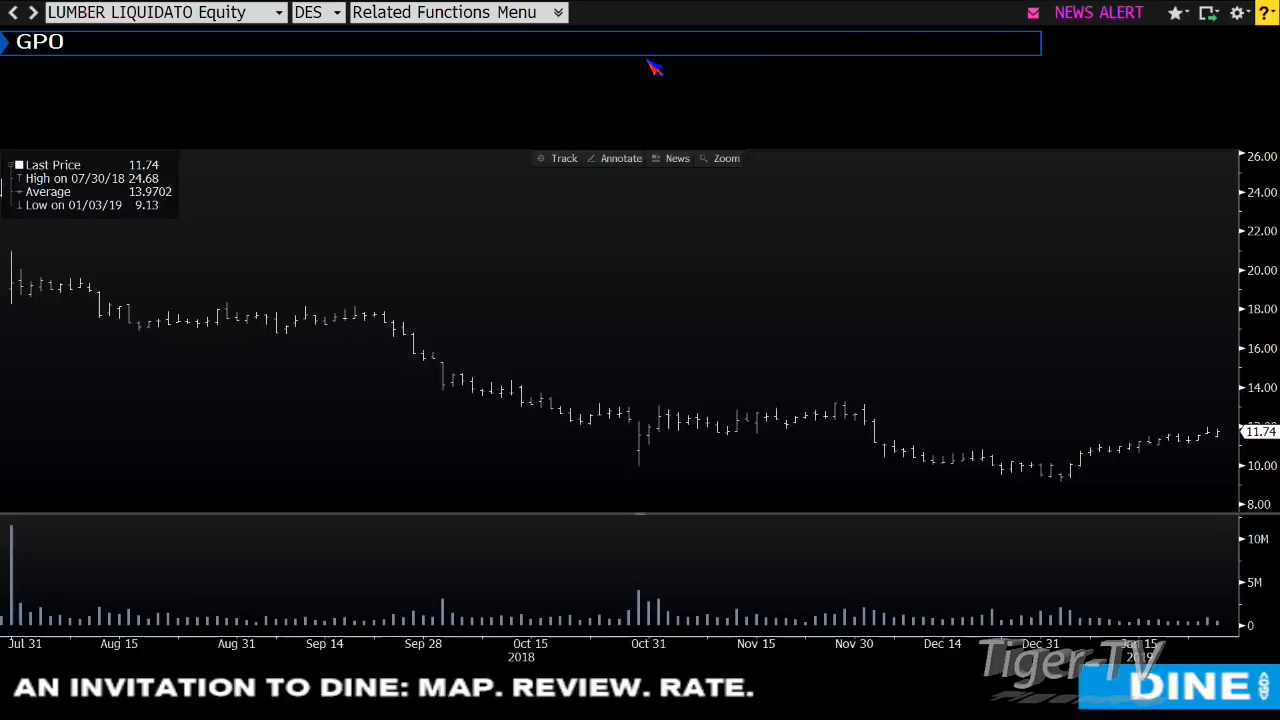 LUMBER LIQUIDATO Equity DES Related Functions Menu NEWS ALERT ?
GPO
Track Annotate News Zoom
Last Price 11.74
High on 07/30/18 24.68
Average 13.9702
Low on 01/03/19 9.13
26.00
24.00
22.00
20.00
18.00
16.00
14.00
11.74
10.00
8.00
10M
5M
0
Jul 31 Aug 15 Aug 31 Sep 14 Sep 28 Oct 15 Oct 31 Nov 15 Nov 30 Dec 14 Dec 31 Jan 15
2018 2019
Tiger-TV
AN INVITATION TO DINE: MAP. REVIEW. RATE.
DINE